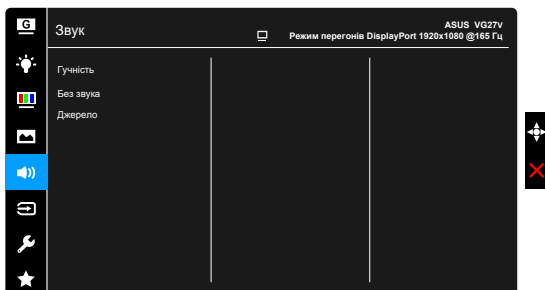 G
Звук
ASUS VG27V
Режим перегонів DisplayPort 1920x1080 @165 Гц
Гучність
Без звука
Джерело